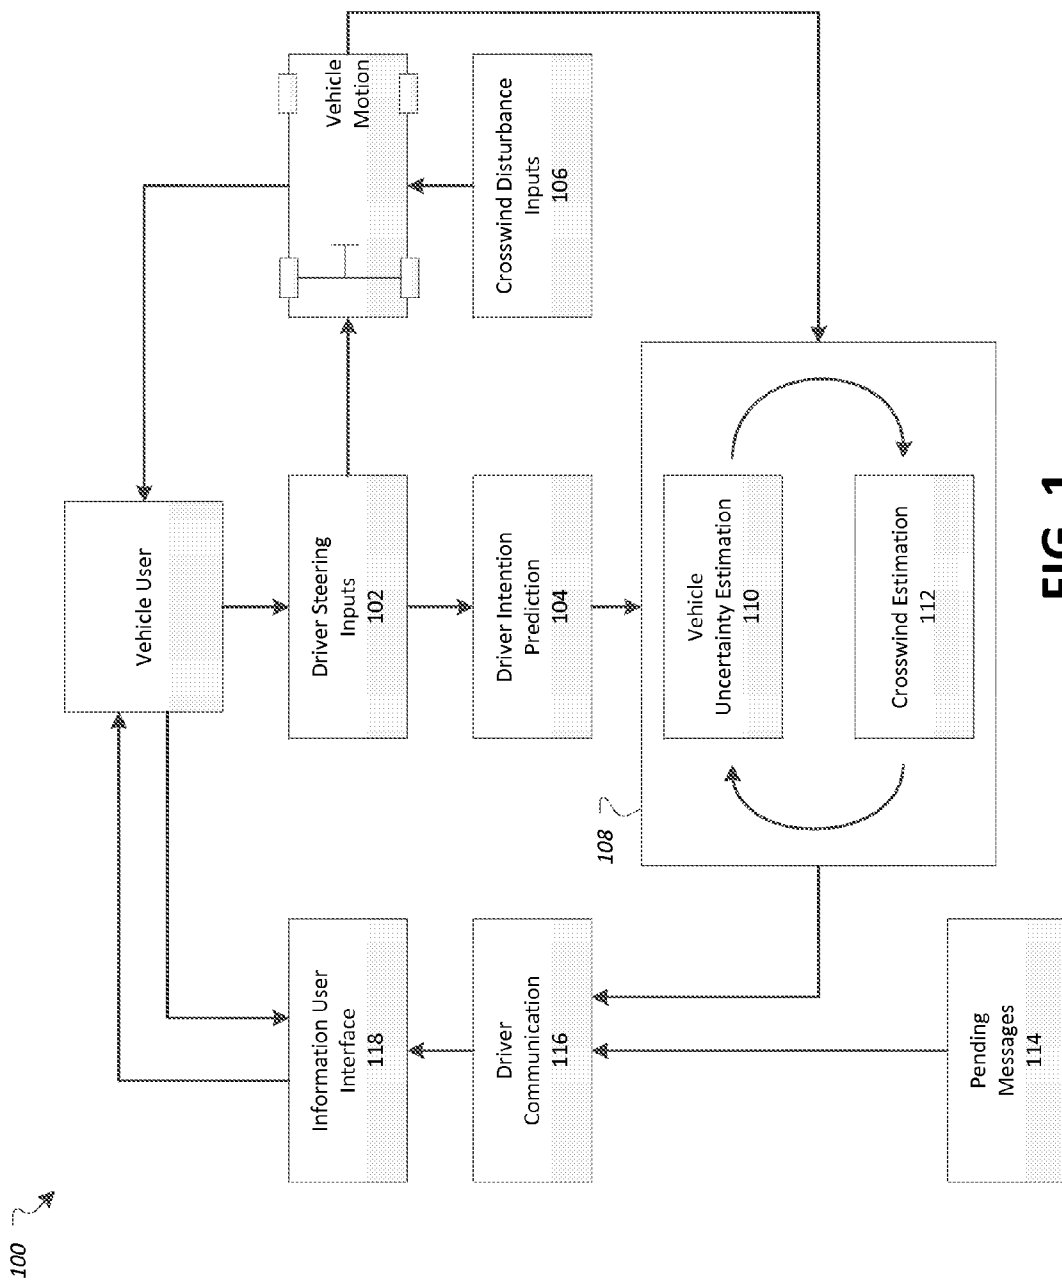 100
Information User
Interface
118
Driver
Communication
116
Pending
Messages
114
Vehicle User
Driver Steering
Inputs
102
Driver Intention
Prediction
104
108
Vehicle
Uncertainty Estimation
110
Crosswind Estimation
112
Vehicle
Motion
Crosswind Disturbance
Inputs
106
FIG. 1